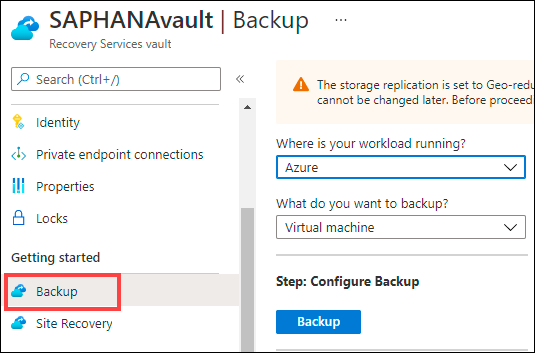 SAPHANAvault | Backup ...
Recovery Services vault
Search (Ctrl+/)
«
Identity
Private endpoint connections
Properties
Locks
Getting started
Backup
Site Recovery
The storage replication is set to Geo-redu
cannot be changed later. Before proceedi
Where is your workload running?
Azure
What do you want to backup?
Virtual machine
Step: Configure Backup
Backup